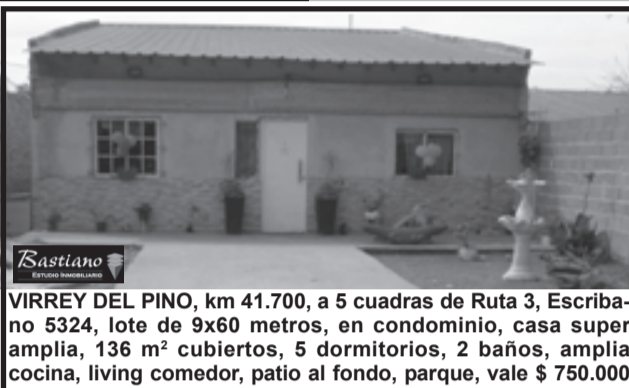 Bastiano
ESTUDIO INMOBILIARIO
VIRREY DEL PINO, km 41.700, a 5 cuadras de Ruta 3, Escriba-
no 5324, lote de 9x60 metros, en condominio, casa super
amplia, 136 m² cubiertos, 5 dormitorios, 2 baños, amplia
cocina, living comedor, patio al fondo, parque, vale $ 750.000